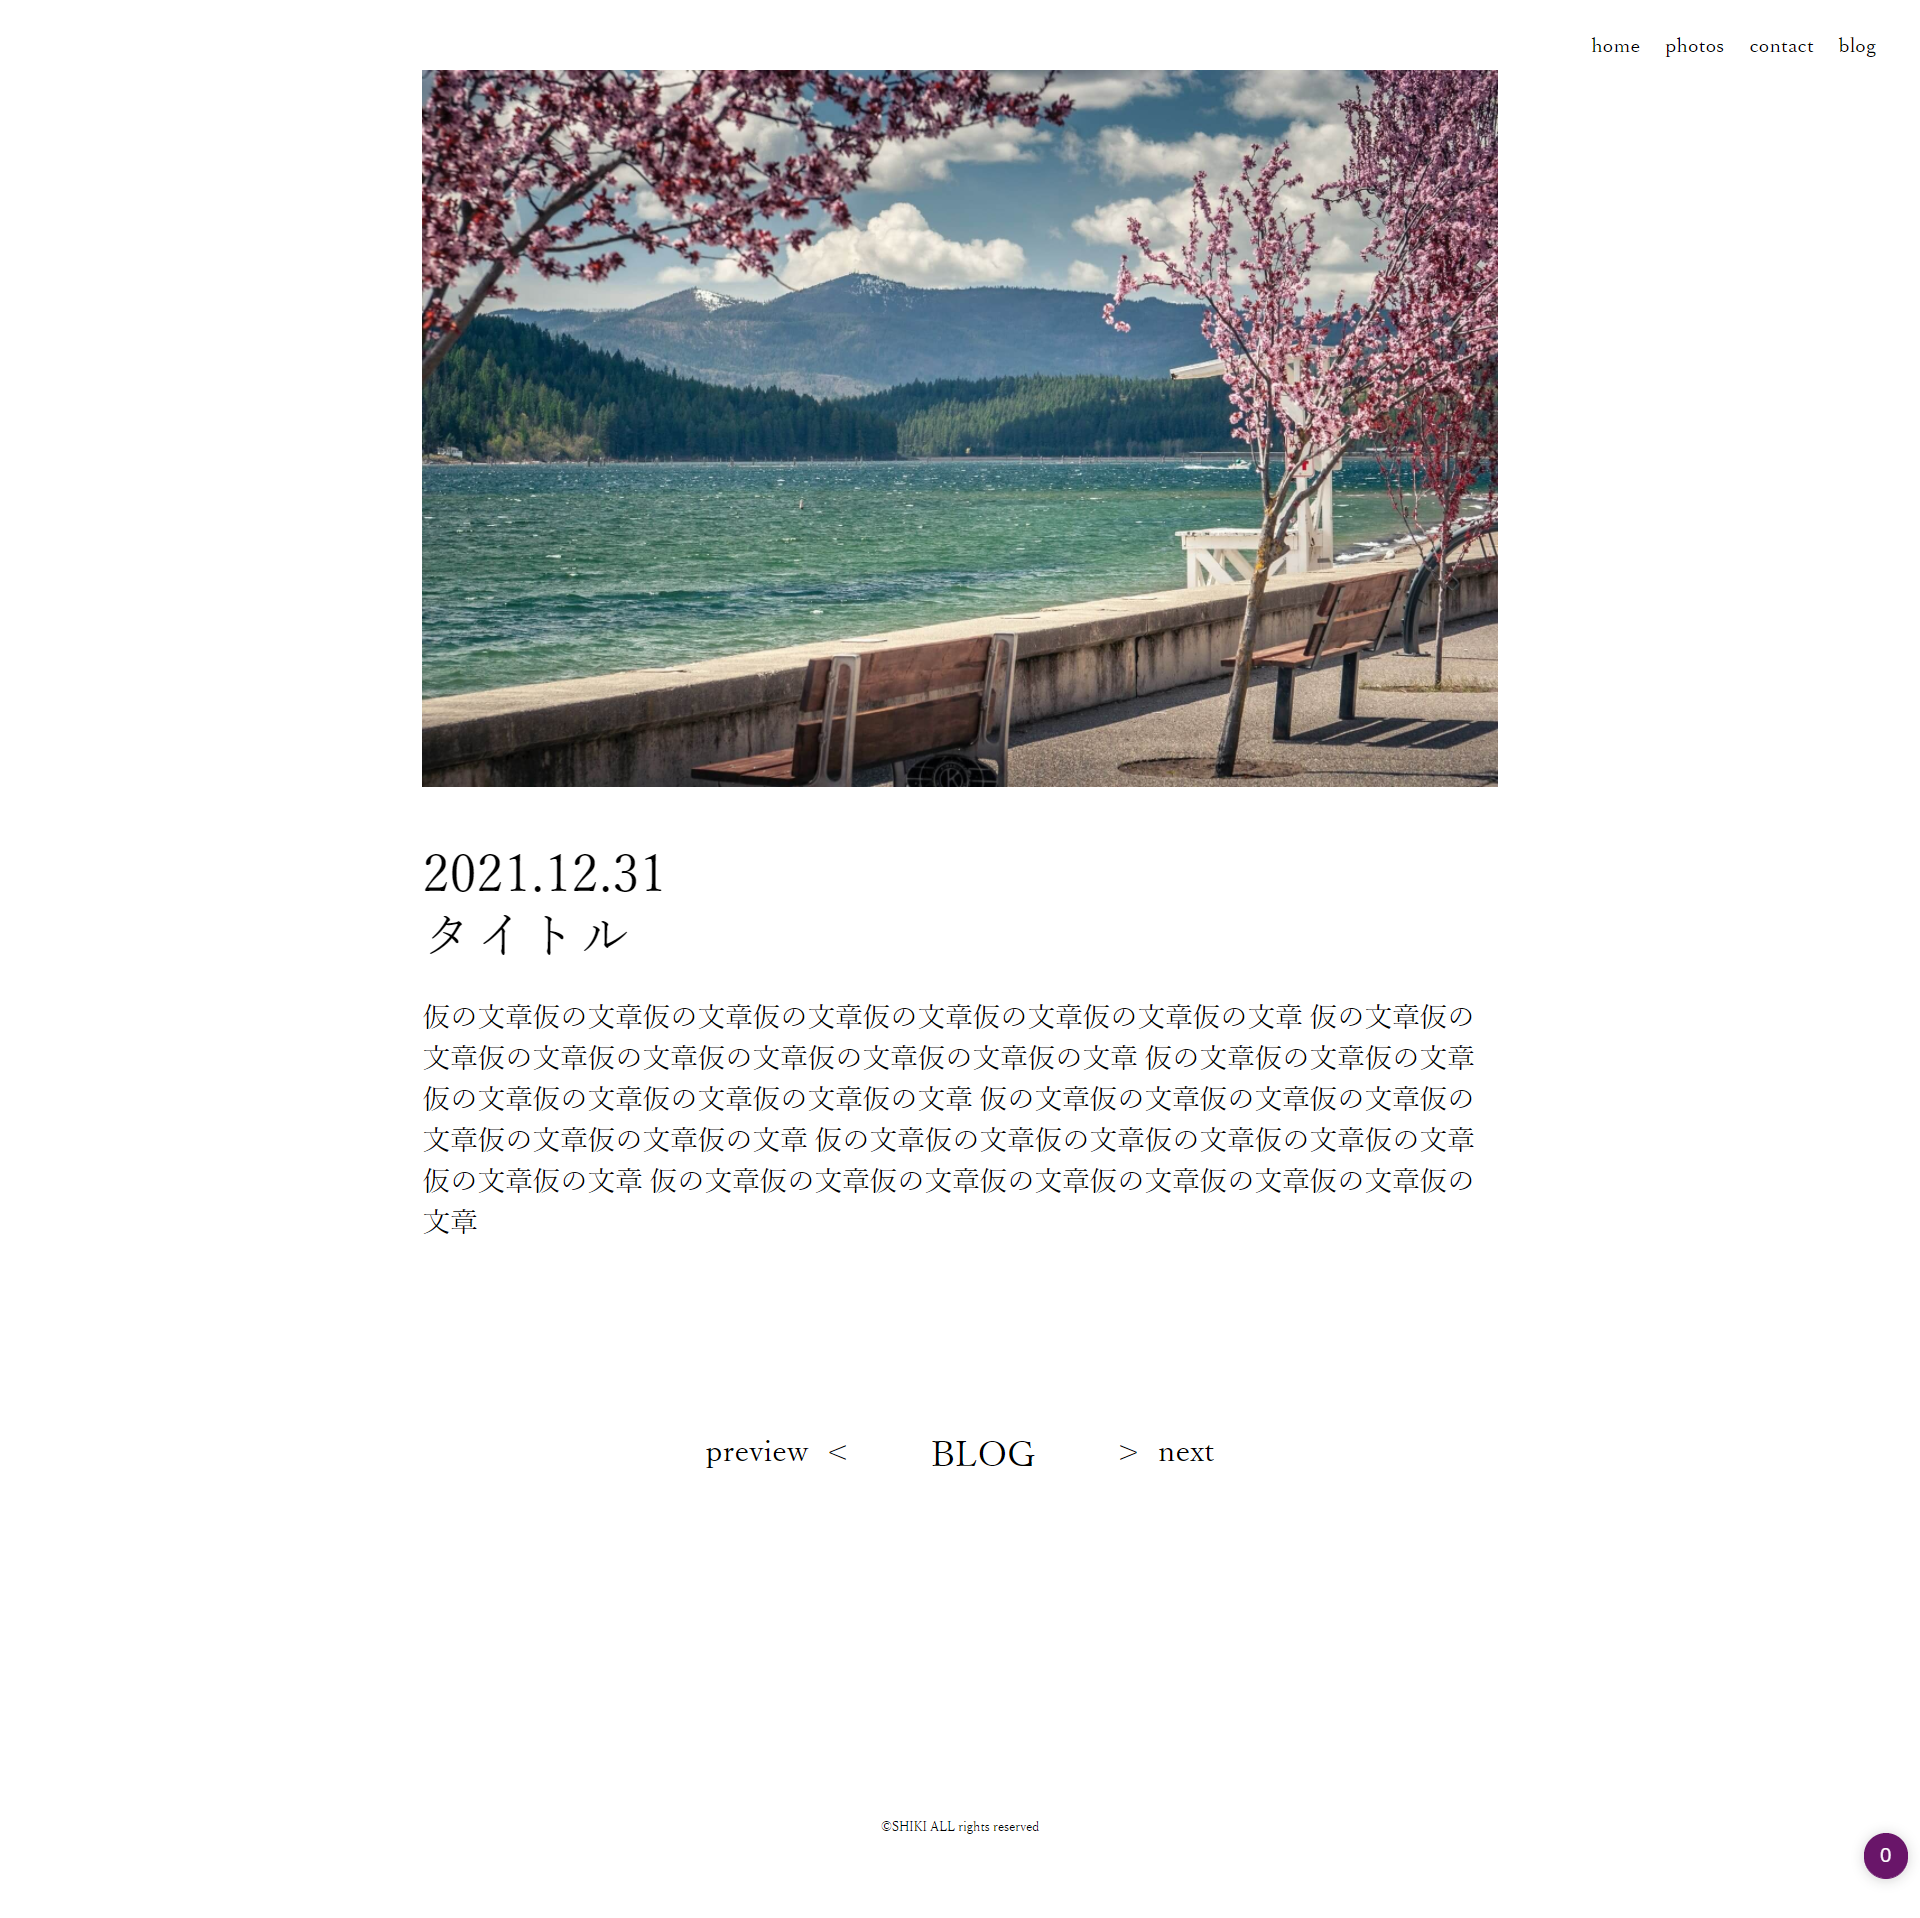 home photos contact blog
2021.12.31
タイトル
仮の文章仮の文章仮の文章仮の文章仮の文章仮の文章仮の文章仮の文章 仮の文章仮の
文章仮の文章仮の文章仮の文章仮の文章仮の文章仮の文章 仮の文章仮の文章仮の文章
仮の文章仮の文章仮の文章仮の文章仮の文章 仮の文章仮の文章仮の文章仮の文章仮の
文章仮の文章仮の文章仮の文章 仮の文章仮の文章仮の文章仮の文章仮の文章仮の文章
仮の文章仮の文章 仮の文章仮の文章仮の文章仮の文章仮の文章仮の文章仮の文章仮の
文章
preview < BLOG > next
©SHIKI ALL rights reserved
0